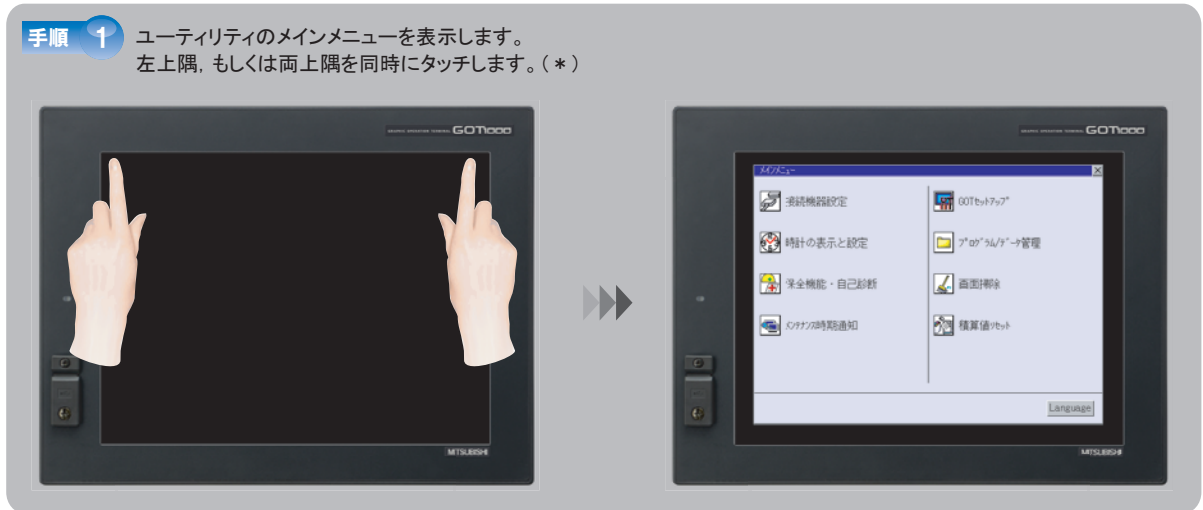 手順 1
ユーティリティのメインメニューを表示します。
左上隅, もしくは両上隅を同時にタッチします。(＊)
GRAPHIC OPERATION TERMINAL GOT1000
MITSUBISHI
GRAPHIC OPERATION TERMINAL GOT1000
メインメニュー
接続機器設定
GOTセットアップ
時計の表示と設定
プログラム/データ管理
保全機能・自己診断
画面掃除
メンテナンス時期通知
積算値リセット
Language
MITSUBISHI